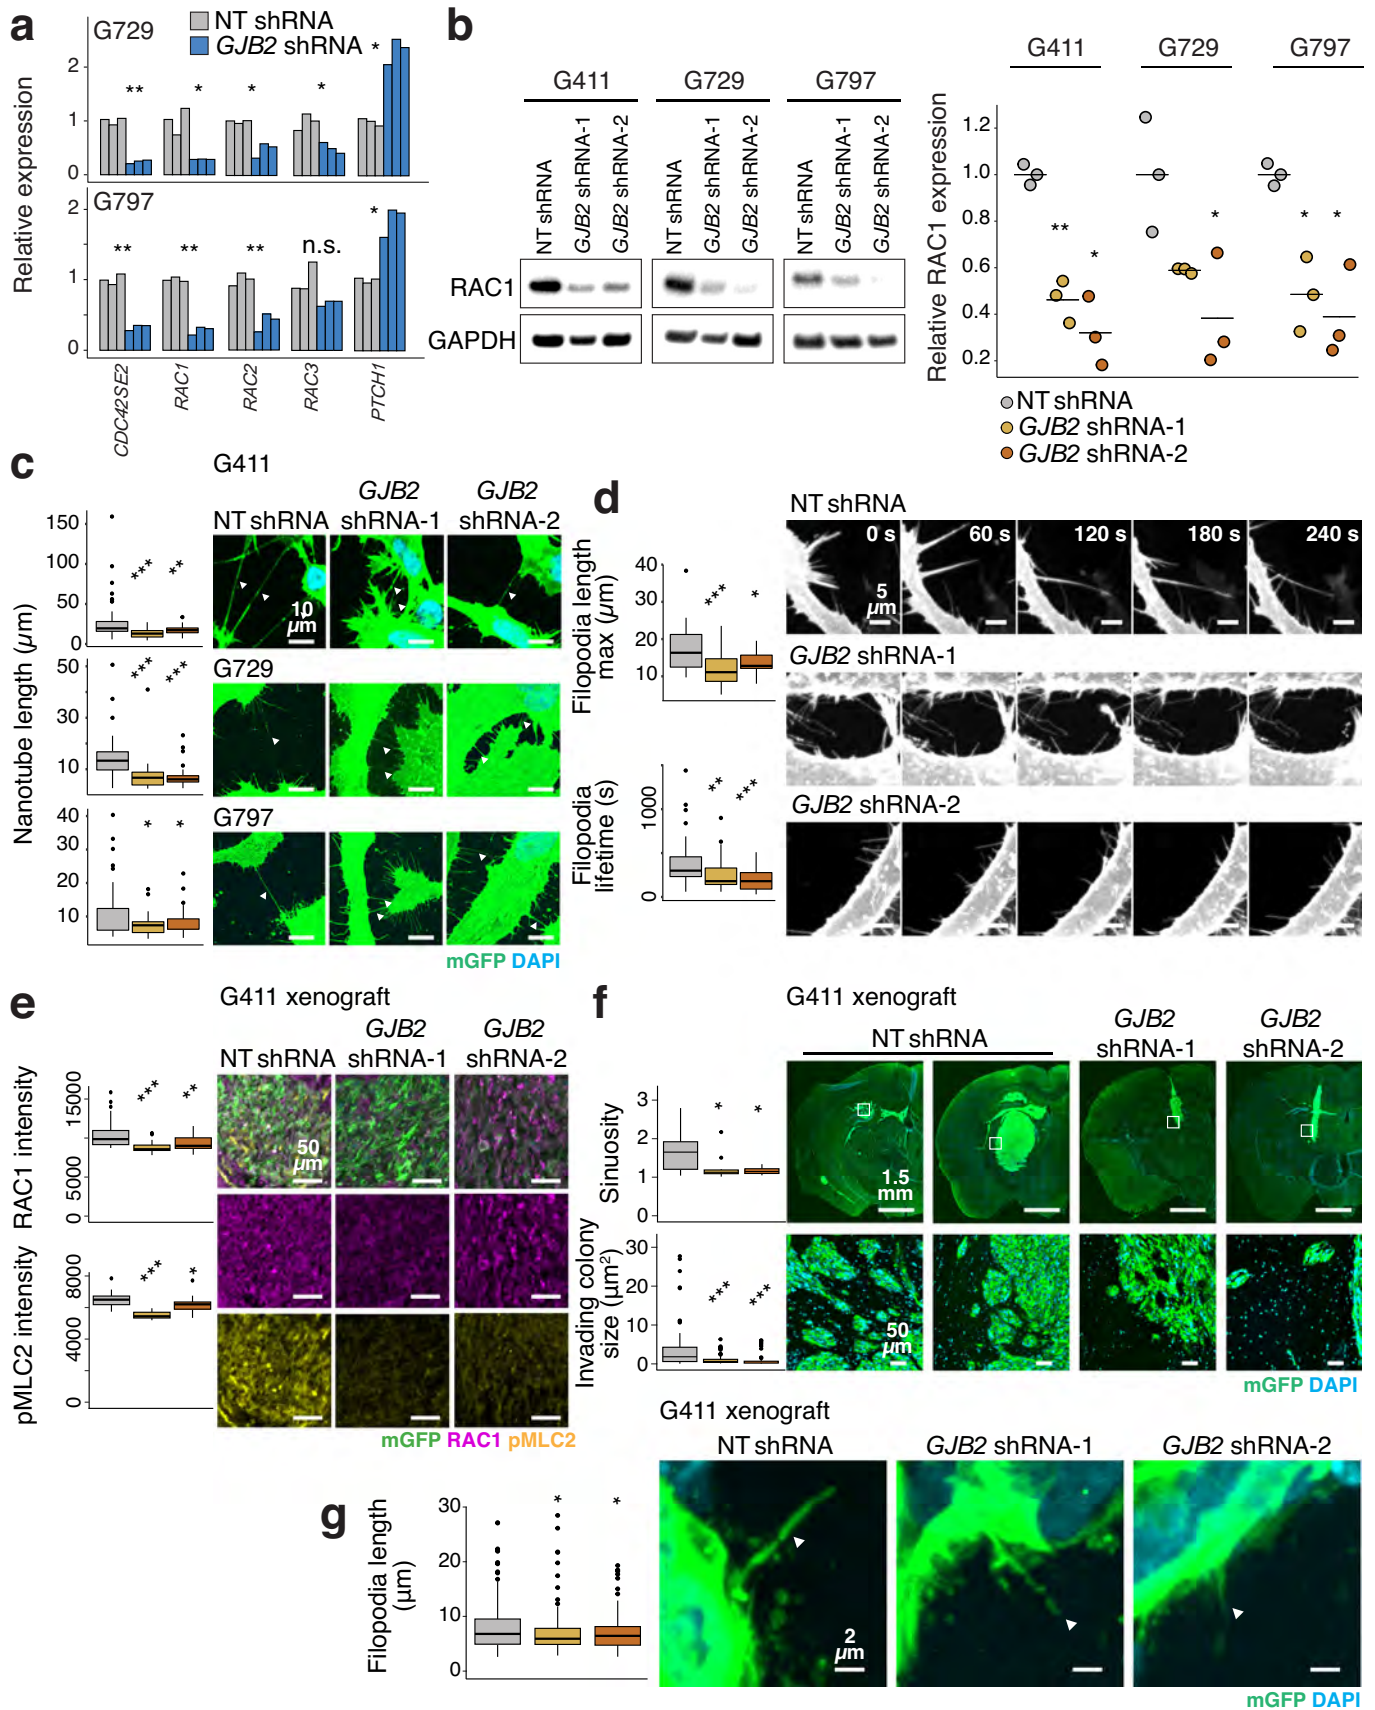 a
G729
NT shRNA
GJB2 shRNA
Relative expression
2
1
0
** * * * *
G797
2
1
0
** ** ** n.s. *
CDC42SE2
RAC1
RAC2
RAC3
PTCH1
b
G411 G729 G797
NT shRNA
GJB2 shRNA-1
GJB2 shRNA-2
NT shRNA
GJB2 shRNA-1
GJB2 shRNA-2
NT shRNA
GJB2 shRNA-1
GJB2 shRNA-2
RAC1
GAPDH
G411 G729 G797
Relative RAC1 expression
1.2
1.0
0.8
0.6
0.4
0.2
** * * * *
NT shRNA
GJB2 shRNA-1
GJB2 shRNA-2
c
G411
NT shRNA
GJB2
shRNA-1
GJB2
shRNA-2
Nanotube length (µm)
150
100
50
0
*** **
10
µm
G729
50
30
10
*** ***
G797
40
30
20
10
* *
mGFP DAPI
d
NT shRNA
0 s 60 s 120 s 180 s 240 s
5
µm
GJB2 shRNA-1
GJB2 shRNA-2
Filopodia length
max (µm)
40
30
20
10
*** *
Filopodia
lifetime (s)
1000
0
** ***
e
G411 xenograft
NT shRNA
GJB2
shRNA-1
GJB2
shRNA-2
50
µm
RAC1 intensity
15000
5000
0
*** **
pMLC2 intensity
8000
4000
0
*** *
mGFP RAC1 pMLC2
f
G411 xenograft
NT shRNA
GJB2
shRNA-1
GJB2
shRNA-2
Sinuosity
3
2
1
0
* *
1.5
mm
Invading colony
size (µm²)
30
20
10
0
*** ***
50
µm
mGFP DAPI
g
Filopodia length
(µm)
30
20
10
0
* *
G411 xenograft
NT shRNA
GJB2 shRNA-1
GJB2 shRNA-2
2
µm
mGFP DAPI